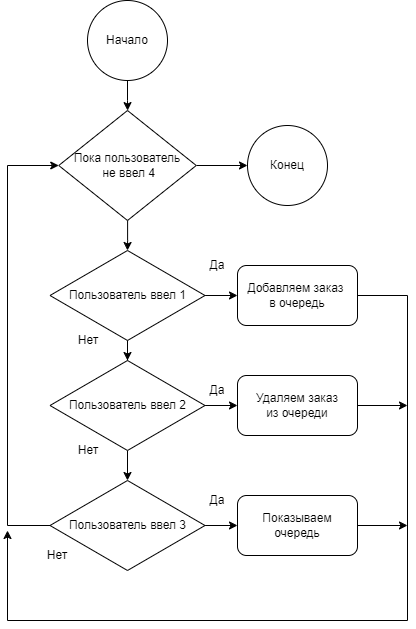 Начало
Пока пользователь
не ввел 4
Конец
Пользователь ввел 1
Да
Добавляем заказ
в очередь
Нет
Пользователь ввел 2
Да
Удаляем заказ
из очереди
Нет
Пользователь ввел 3
Да
Показываем
очередь
Нет